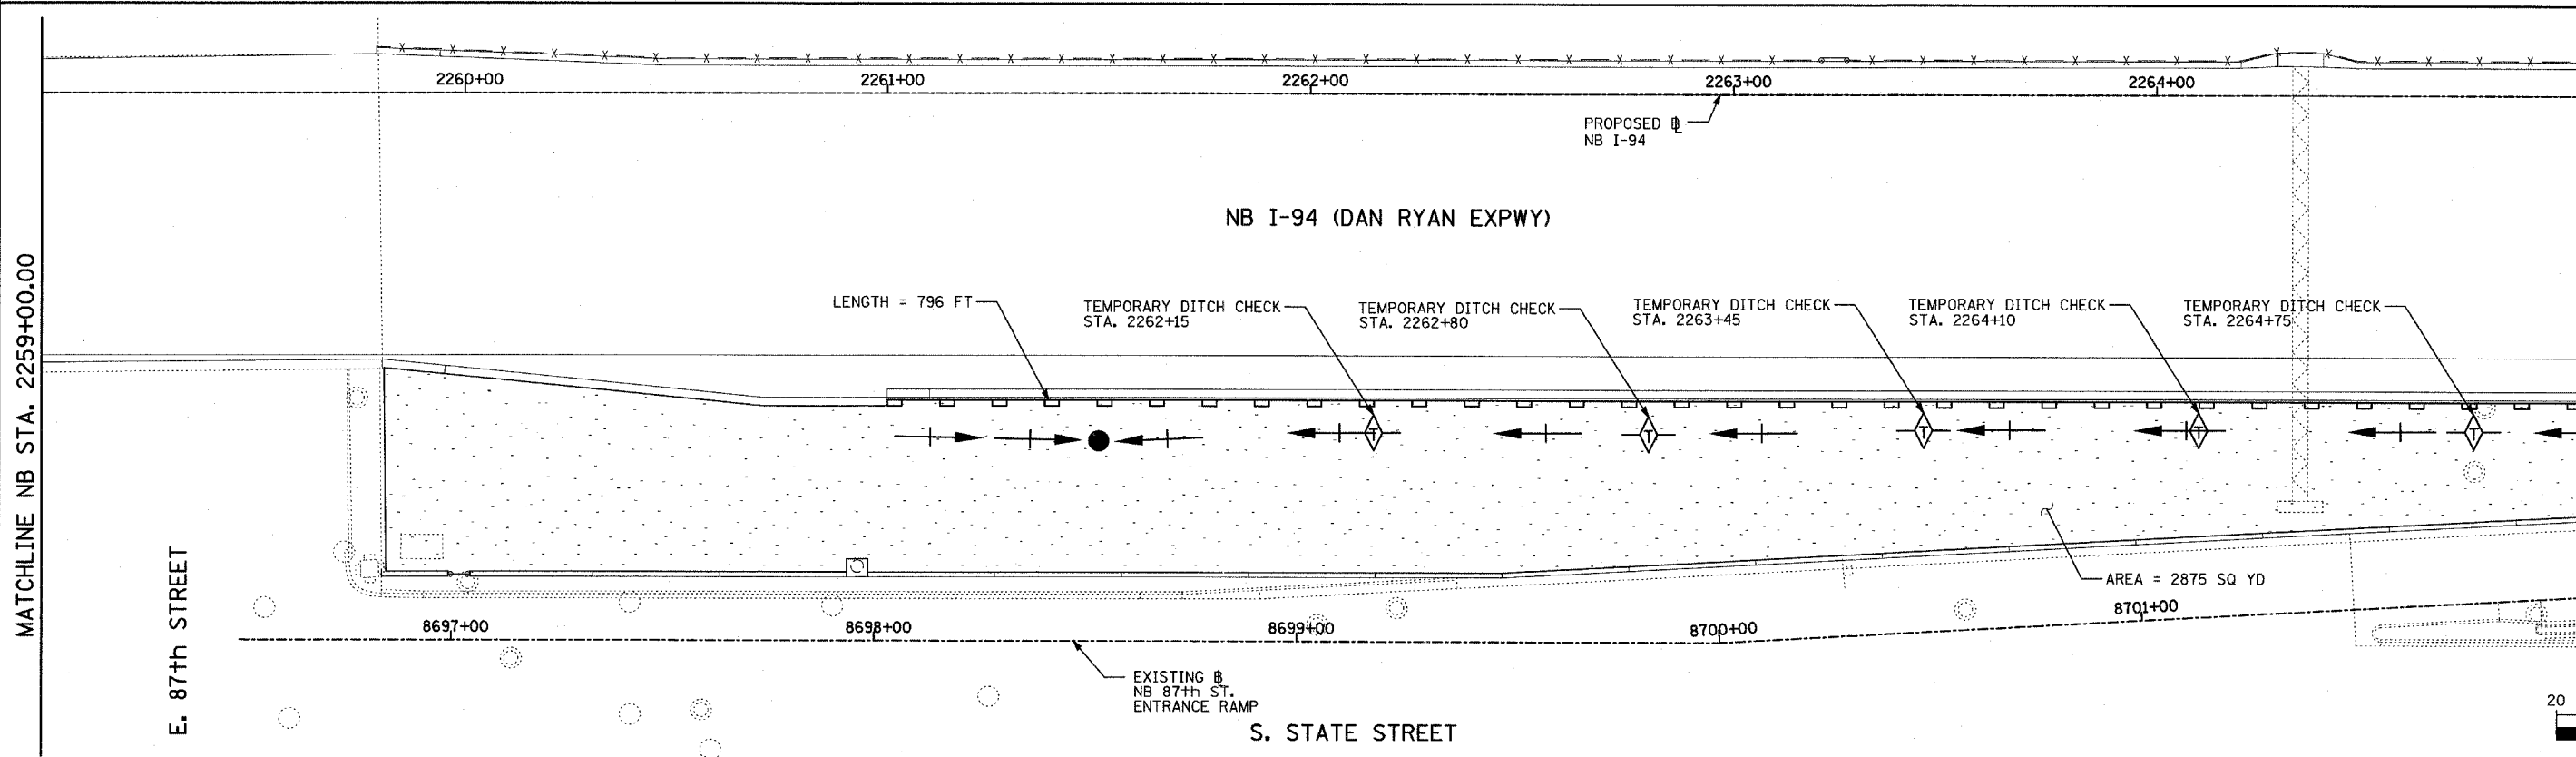 2260+00
2261+00
2262+00
2263+00
2264+00
PROPOSED ⅊
NB I-94
NB I-94 (DAN RYAN EXPWY)
MATCHLINE NB STA. 2259+00.00
LENGTH = 796 FT
TEMPORARY DITCH CHECK
STA. 2262+15
TEMPORARY DITCH CHECK
STA. 2262+80
TEMPORARY DITCH CHECK
STA. 2263+45
TEMPORARY DITCH CHECK
STA. 2264+10
TEMPORARY DITCH CHECK
STA. 2264+75
T
T
T
T
T
E. 87th STREET
AREA = 2875 SQ YD
8697+00
8698+00
8699+00
8700+00
8701+00
EXISTING ⅊
NB 87th ST.
ENTRANCE RAMP
S. STATE STREET
20